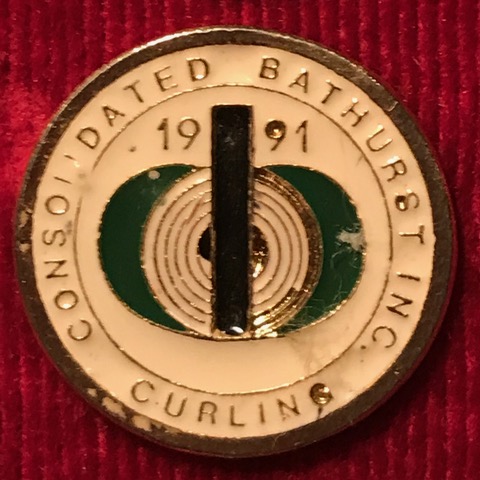 CONSOLIDATED BATHURST INC.
1991
CURLING